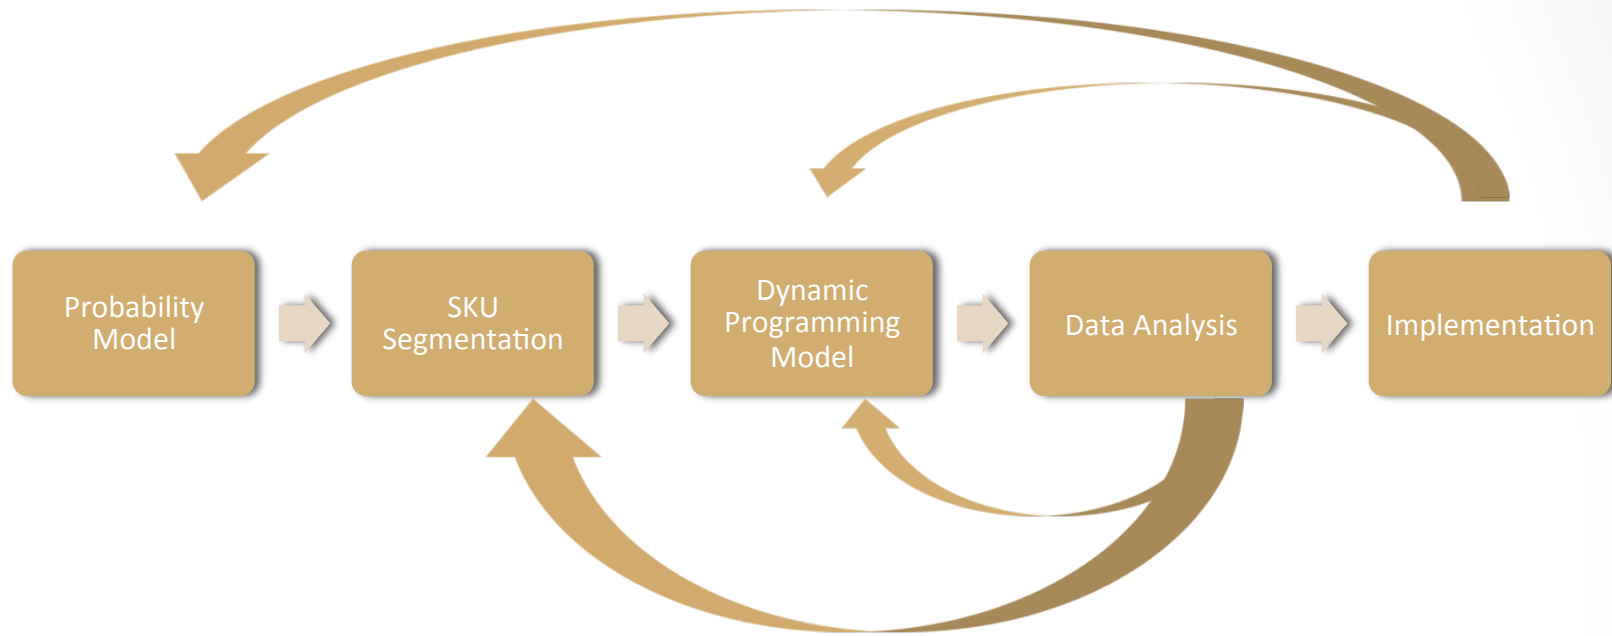 Probability
Model
SKU
Segmentation
Dynamic
Programming
Model
Data Analysis
Implementation